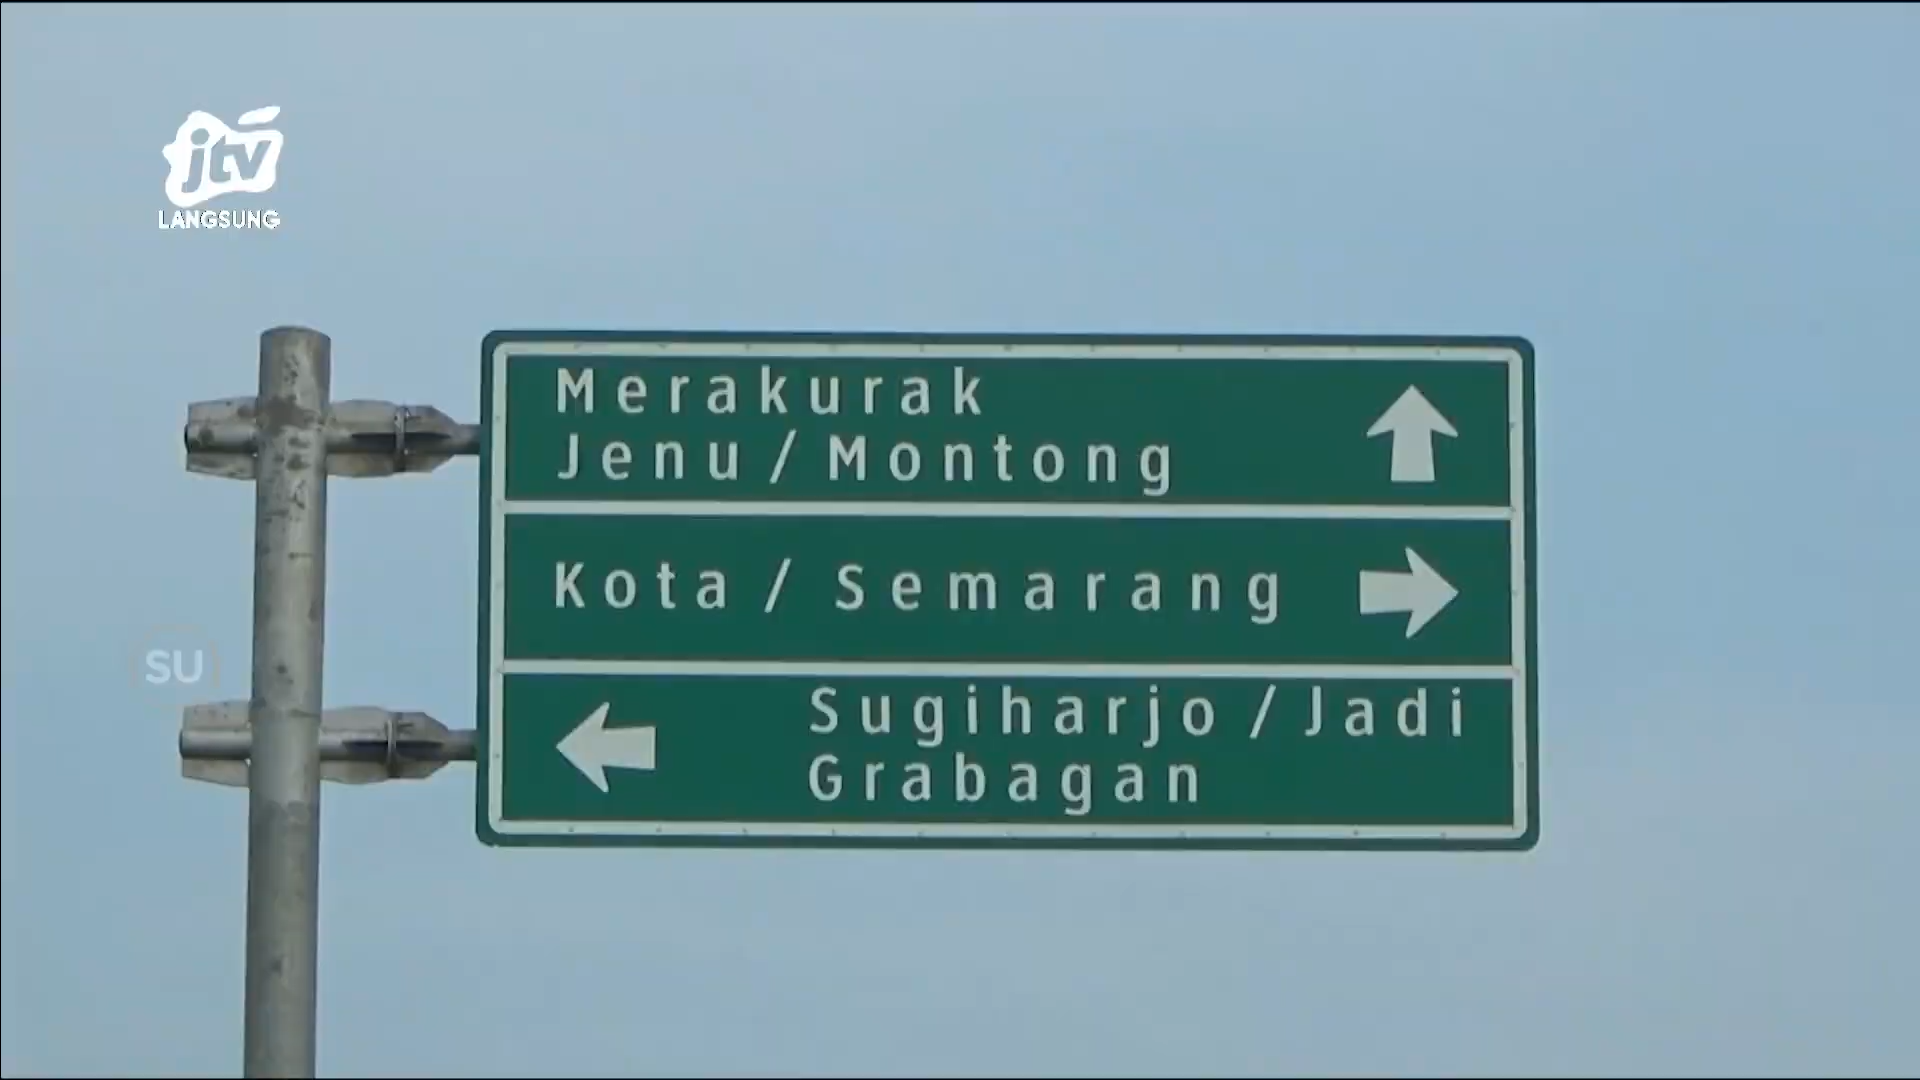 jtv
LANGSUNG
Merakurak
Jenu / Montong
Kota / Semarang
Sugiharjo / Jadi
Grabagan
SU